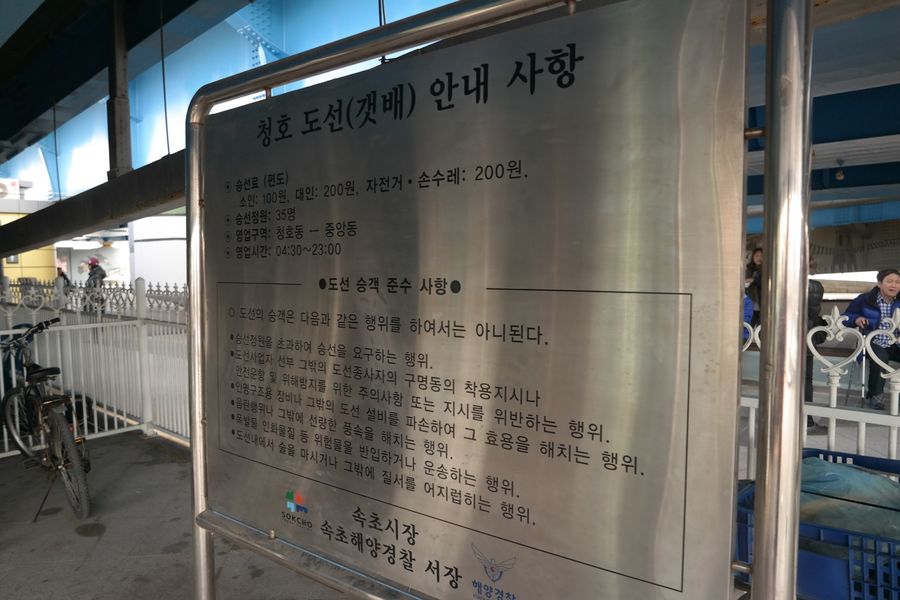 청호 도선(갯배) 안내 사항
◉ 승선료 (편도)
소인: 100원, 대인: 200원, 자전거·손수레: 200원.
◉ 승선정원: 35명
◉ 영업구역: 청호동 ↔ 중앙동
◉ 영업시간: 04:30~23:00
●도선 승객 준수 사항●
○ 도선의 승객은 다음과 같은 행위를 하여서는 아니된다.
●승선정원을 초과하여 승선을 요구하는 행위.
●도선사업자 선부 그밖의 도선종사자의 구명동의 착용지시나
안전운항 및 위해방지를 위한 주의사항 또는 지시를 위반하는 행위.
●인명구조용 장비나 그밖의 도선 설비를 파손하여 그 효용을 해치는 행위.
●음란행위나 그밖에 선량한 풍속을 해치는 행위.
●폭발물 인화물질 등 위험물을 반입하거나 운송하는 행위.
●도선내에서 술을 마시거나 그밖에 질서를 어지럽히는 행위.
SOKCHO
속초시장
속초해양경찰 서장
해양경찰